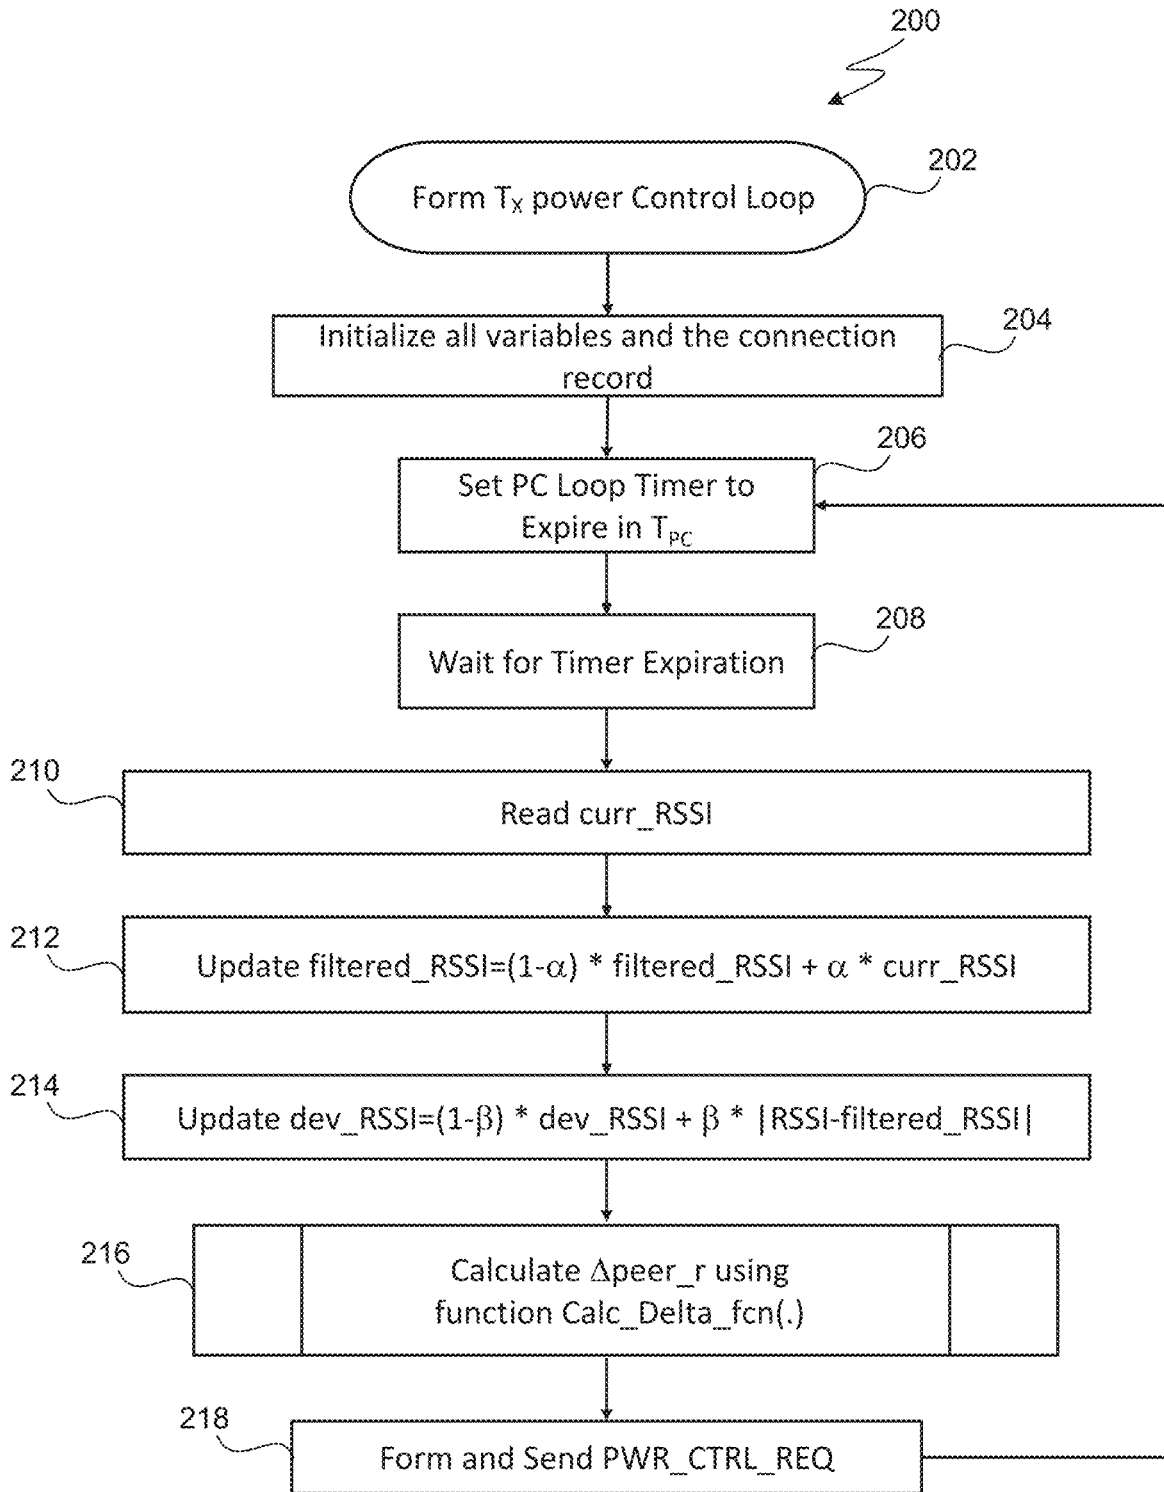 200
Form Tₓ power Control Loop
202
Initialize all variables and the connection
record
204
206
Set PC Loop Timer to
Expire in T_PC
208
Wait for Timer Expiration
210
Read curr_RSSI
212
Update filtered_RSSI=(1-α) * filtered_RSSI + α * curr_RSSI
214
Update dev_RSSI=(1-β) * dev_RSSI + β * |RSSI-filtered_RSSI|
216
Calculate Δpeer_r using
function Calc_Delta_fcn(.)
218
Form and Send PWR_CTRL_REQ